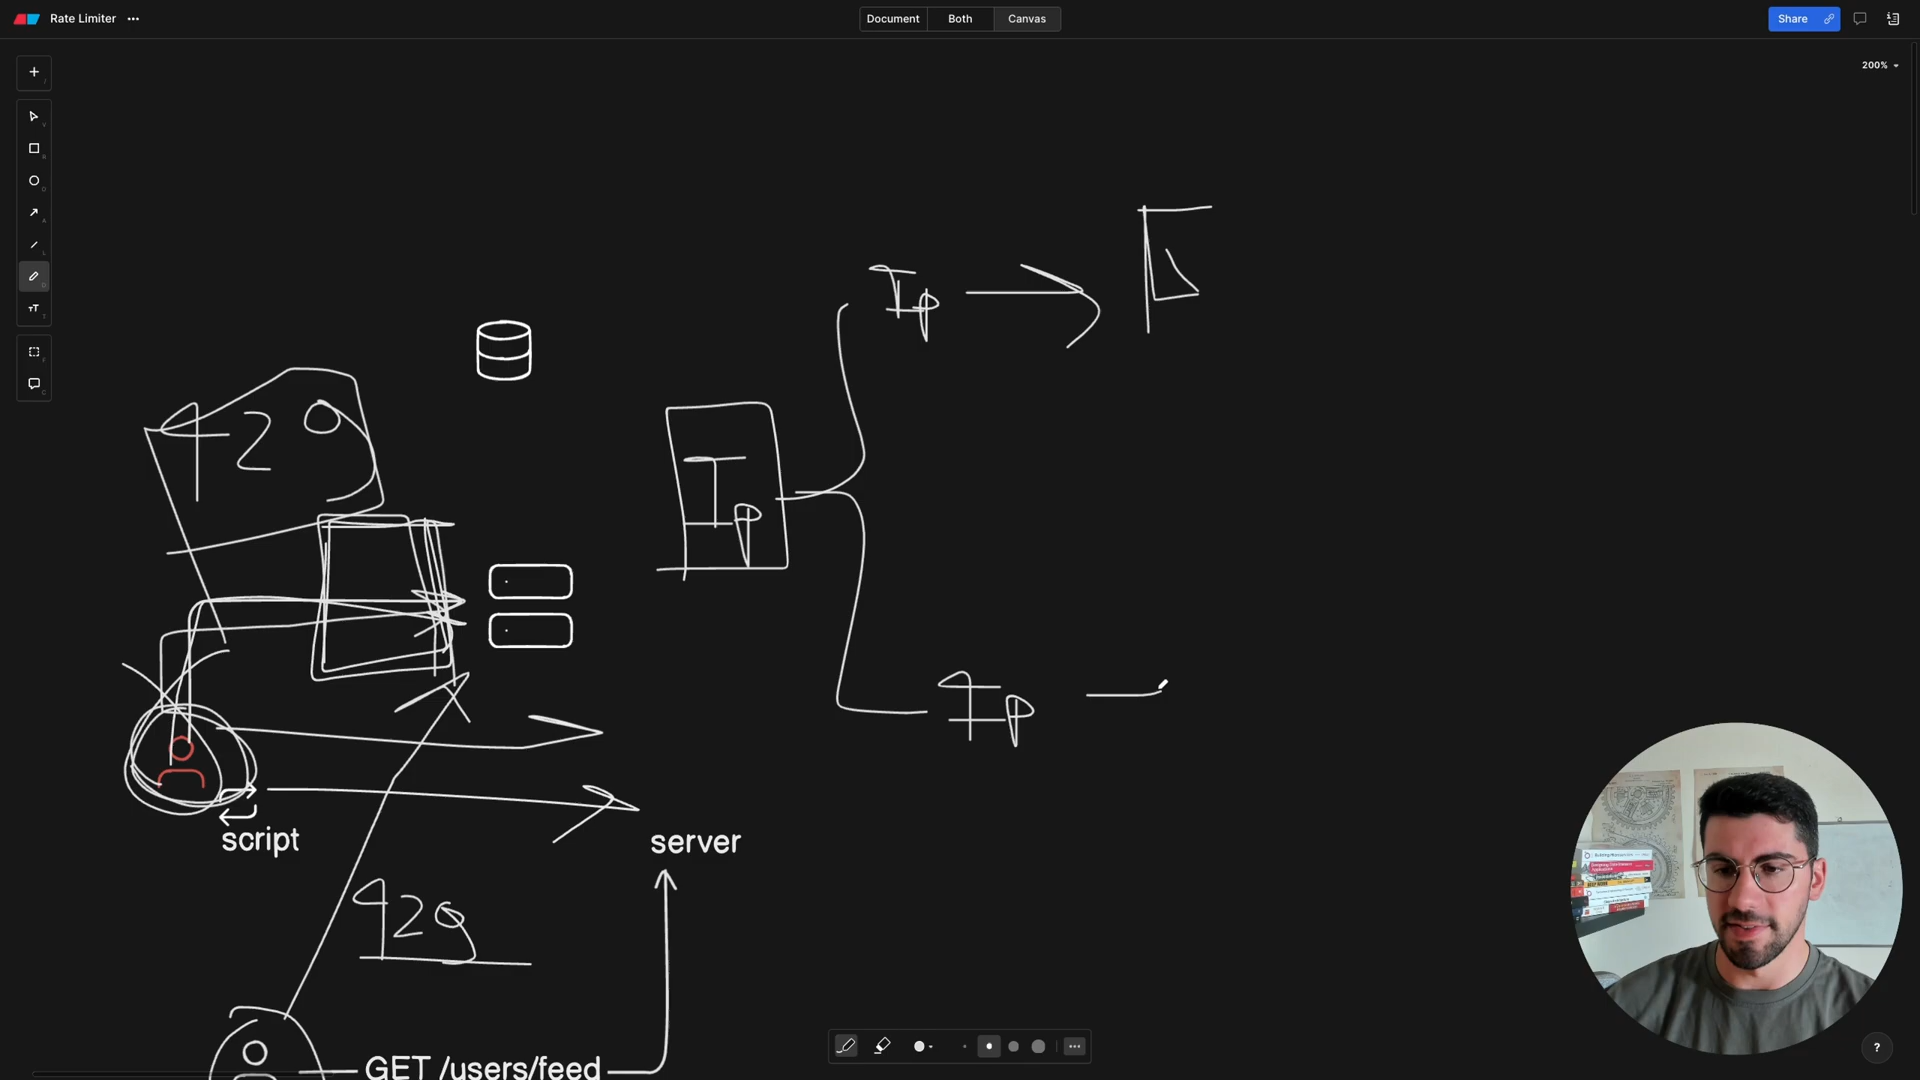 Rate Limiter
Document
Both
Canvas
Share
200%
Ip
429
Ip
Ip
script
server
429
GET /users/feed
?